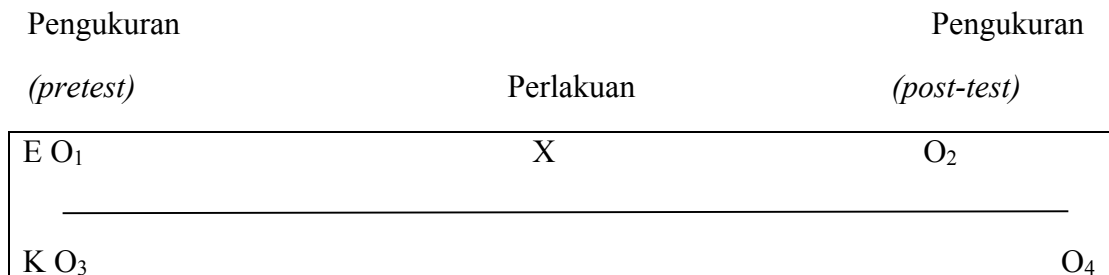 Pengukuran Pengukuran
(pretest) Perlakuan (post-test)
E O₁ X O₂
K O₃ O₄